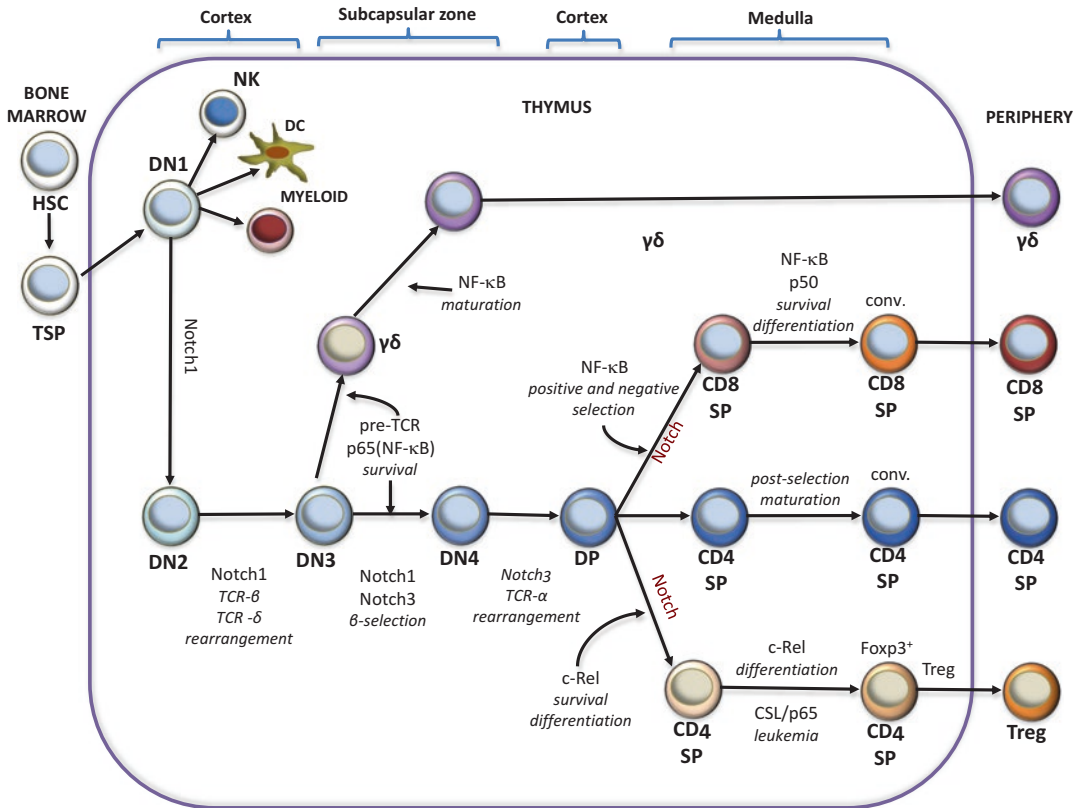 Cortex
Subcapsular zone
Cortex
Medulla
BONE
MARROW
HSC
TSP
THYMUS
PERIPHERY
NK
DC
DN1
MYELOID
Notch1
γδ
γδ
γδ
NF-κB
maturation)
pre-TCR
p65(NF-κB)
survival
NF-κB
p50
survival
differentiation)
conv.
CD8
SP
CD8
SP
CD8
SP
NF-κB
positive and negative
selection)
Notch
DN2
DN3
DN4
DP
post-selection
maturation)
conv.
CD4
SP
CD4
SP
CD4
SP
Notch1
TCR-β
TCR -δ
rearrangement)
Notch1
Notch3
β-selection)
Notch3
TCR-α
rearrangement)
Notch
c-Rel
survival
differentiation)
c-Rel
differentiation)
CSL/p65
leukemia)
Foxp3⁺
Treg
CD4
SP
CD4
SP
Treg